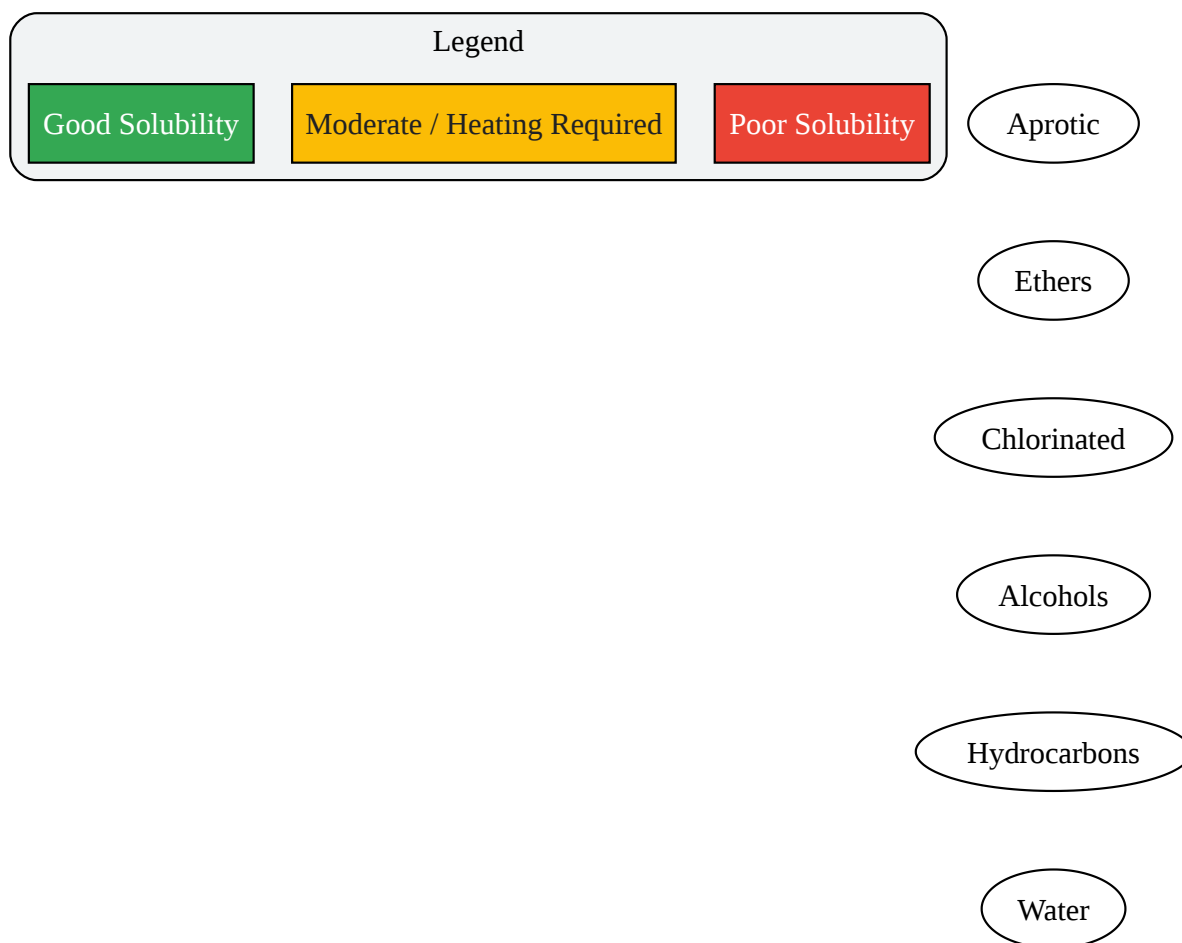 Legend
Good Solubility
Moderate / Heating Required
Poor Solubility
Aprotic
Ethers
Chlorinated
Alcohols
Hydrocarbons
Water